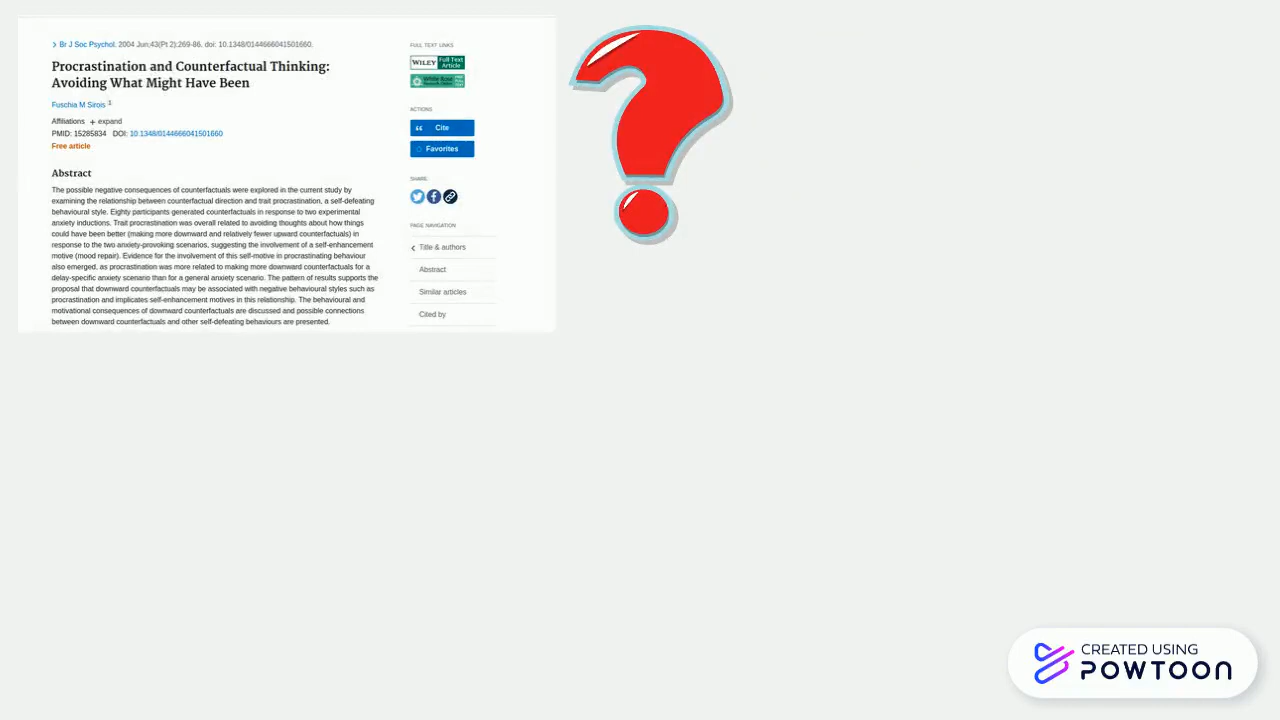 Br J Soc Psychol. 2004 Jun;43(Pt 2):269-86. doi: 10.1348/0144666041501660.
Procrastination and Counterfactual Thinking:
Avoiding What Might Have Been
Fuschia M Sirois 1
Affiliations + expand
PMID: 15285834 DOI: 10.1348/0144666041501660
Free article
Abstract
The possible negative consequences of counterfactuals were explored in the current study by
examining the relationship between counterfactual direction and trait procrastination, a self-defeating
behavioural style. Eighty participants generated counterfactuals in response to two experimental
anxiety inductions. Trait procrastination was overall related to avoiding thoughts about how things
could have been better (making more downward and relatively fewer upward counterfactuals) in
response to the two anxiety-provoking scenarios, suggesting the involvement of a self-enhancement
motive (mood repair). Evidence for the involvement of this self-motive in procrastinating behaviour
also emerged, as procrastination was more related to making more downward counterfactuals for a
delay-specific anxiety scenario than for a general anxiety scenario. The pattern of results supports the
proposal that downward counterfactuals may be associated with negative behavioural styles such as
procrastination and implicates self-enhancement motives in this relationship. The behavioural and
motivational consequences of downward counterfactuals are discussed and possible connections
between downward counterfactuals and other self-defeating behaviours are presented.
FULL TEXT LINKS
WILEY Full Text
Article
White Rose
ACTIONS
Cite
Favorites
SHARE
PAGE NAVIGATION
Title & authors
Abstract
Similar articles
Cited by
?
CREATED USING
POWTOON